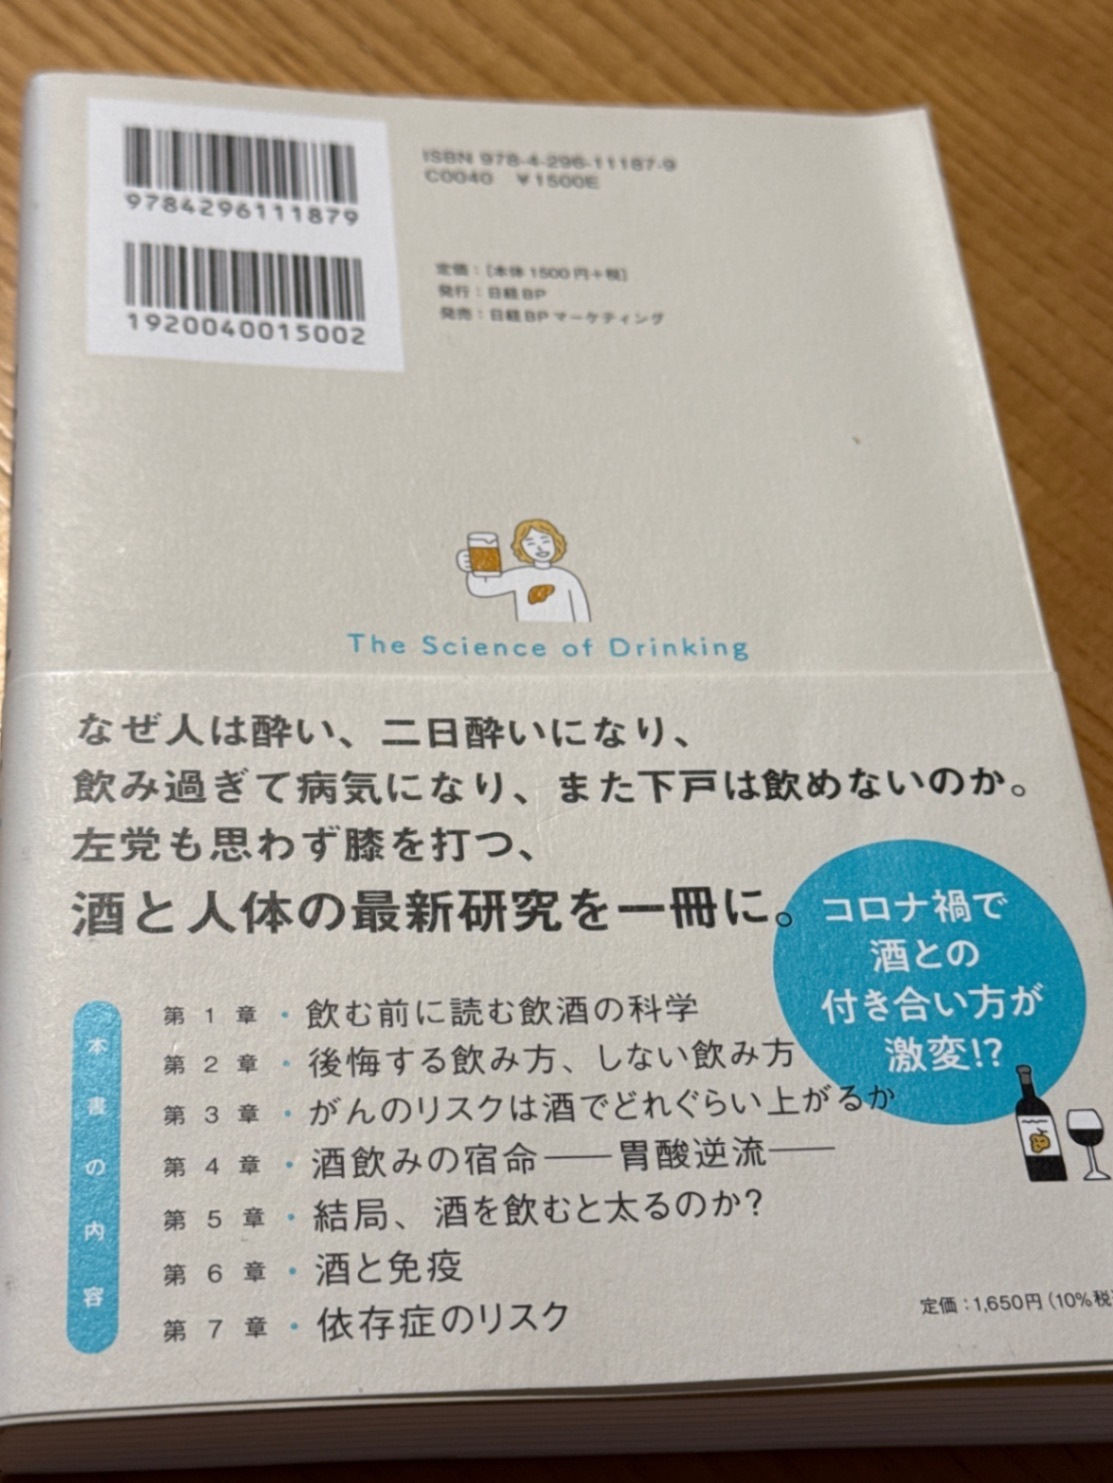 9784296111879
1920040015002
ISBN 978-4-296-11187-9
C0040 ¥1500E
定価：[本体1500円+税]
発行：日経BP
発売：日経BPマーケティング
The Science of Drinking
なぜ人は酔い、二日酔いになり、
飲み過ぎて病気になり、また下戸は飲めないのか。
左党も思わず膝を打つ、
酒と人体の最新研究を一冊に。
コロナ禍で
酒との
付き合い方が
激変!?
本書の内容
第1章・飲む前に読む飲酒の科学
第2章・後悔する飲み方、しない飲み方
第3章・がんのリスクは酒でどれぐらい上がるか
第4章・酒飲みの宿命――胃酸逆流――
第5章・結局、酒を飲むと太るのか?
第6章・酒と免疫
第7章・依存症のリスク
定価：1,650円(10%税